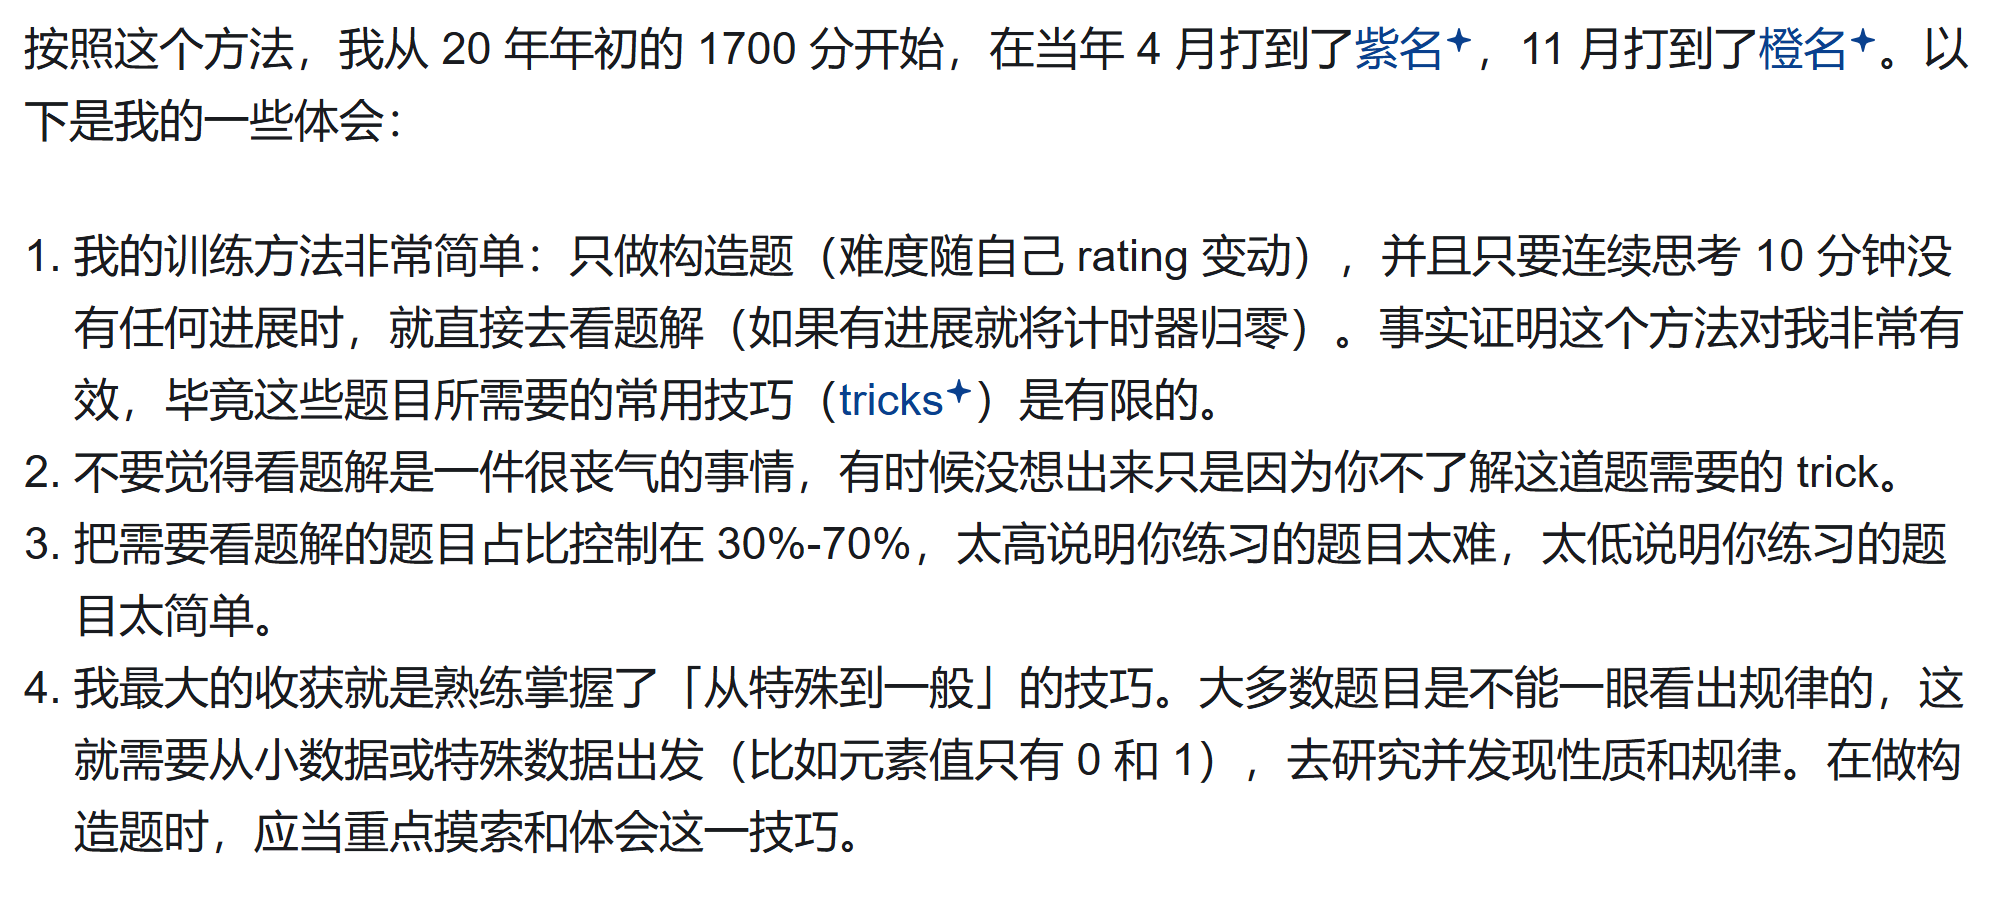 按照这个方法，我从 20 年年初的 1700 分开始，在当年 4 月打到了紫名，11 月打到了橙名。以
下是我的一些体会：
1. 我的训练方法非常简单：只做构造题（难度随自己 rating 变动），并且只要连续思考 10 分钟没
有任何进展时，就直接去看题解（如果有进展就将计时器归零）。事实证明这个方法对我非常有
效，毕竟这些题目所需要的常用技巧（tricks）是有限的。
2. 不要觉得看题解是一件很丧气的事情，有时候没想出来只是因为你不了解这道题需要的 trick。
3. 把需要看题解的题目占比控制在 30%-70%，太高说明你练习的题目太难，太低说明你练习的题
目太简单。
4. 我最大的收获就是熟练掌握了「从特殊到一般」的技巧。大多数题目是不能一眼看出规律的，这
就需要从小数据或特殊数据出发（比如元素值只有 0 和 1），去研究并发现性质和规律。在做构
造题时，应当重点摸索和体会这一技巧。